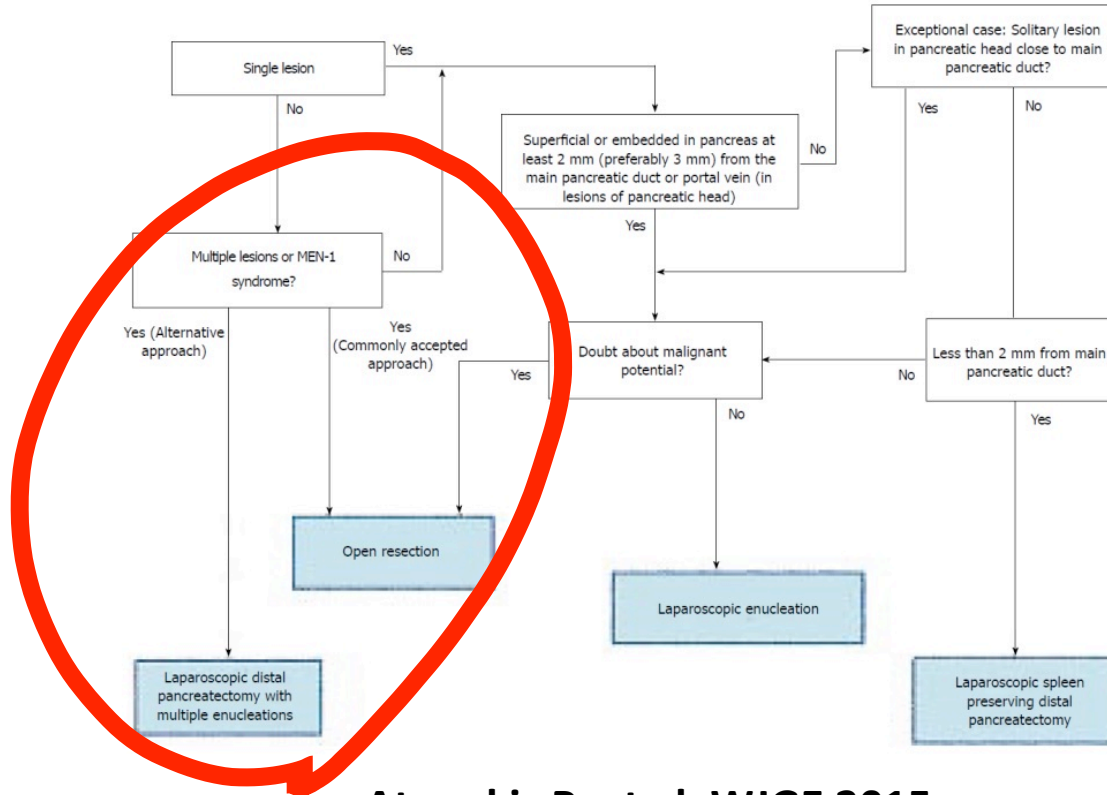 Single lesion
Yes
No
Exceptional case: Solitary lesion
in pancreatic head close to main
pancreatic duct?
Yes
No
Superficial or embedded in pancreas at
least 2 mm (preferably 3 mm) from the
main pancreatic duct or portal vein (in
lesions of pancreatic head)
No
Yes
Multiple lesions or MEN-1
syndrome?
No
Yes (Alternative
approach)
Yes
(Commonly accepted
approach)
Doubt about malignant
potential?
Yes
No
Less than 2 mm from main
pancreatic duct?
No
Yes
Open resection
Laparoscopic enucleation
Laparoscopic distal
pancreatectomy with
multiple enucleations
Laparoscopic spleen
preserving distal
pancreatectomy